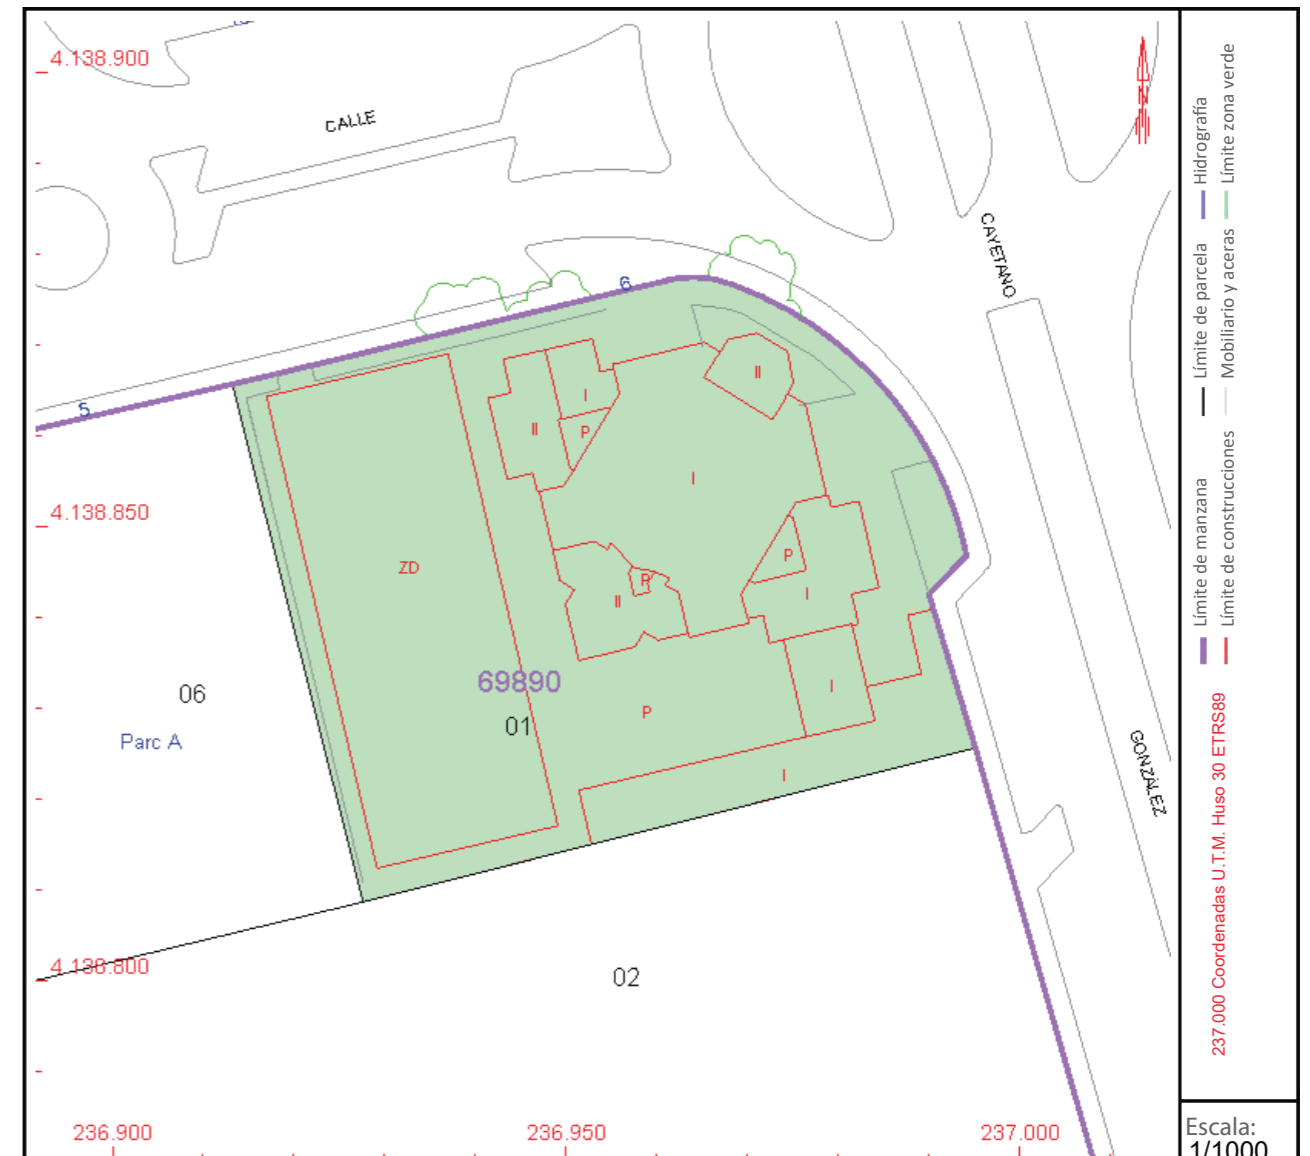 4.138.900
CALLE
CAYETANO
6
5
II
I
P
II
I
4.138.850
ZD
P
P
II
I
69890
06
01
P
I
Parc A
I
GONZÁLEZ
4.138.800
02
236.900
236.950
237.000
N
Límite de manzana
Límite de parcela
Hidrografía
Límite de construcciones
Mobiliario y aceras
Límite zona verde
237.000 Coordenadas U.T.M. Huso 30 ETRS89
Escala:
1/1000